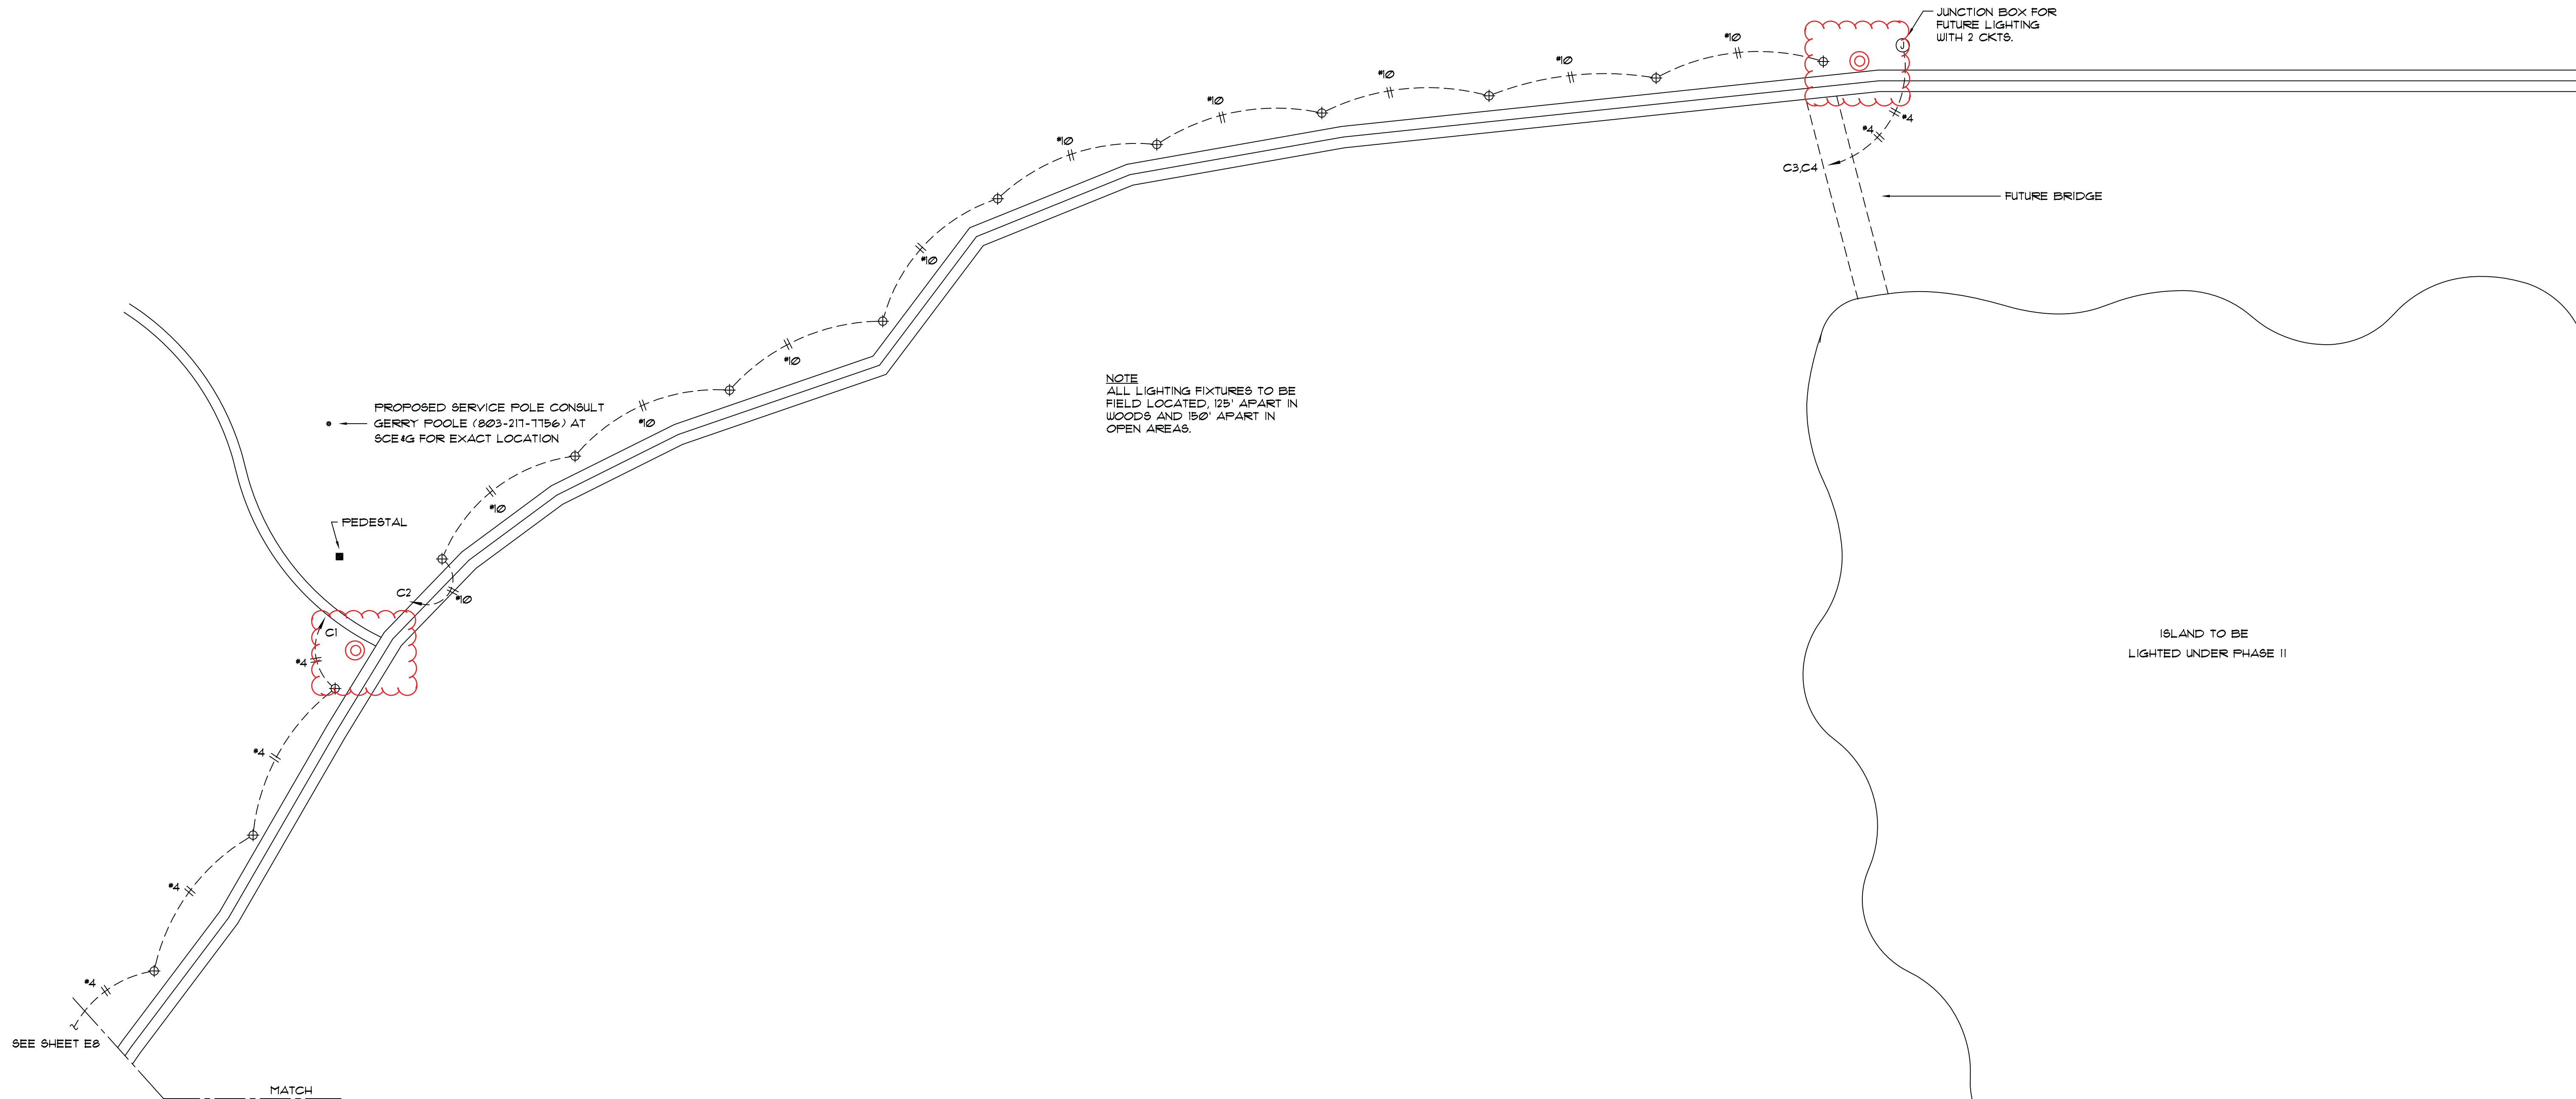 JUNCTION BOX FOR
FUTURE LIGHTING
WITH 2 CKTS.
J
#10
#10
#10
#10
#10
#10
#10
#10
#10
#10
#4
#4
C3,C4
FUTURE BRIDGE
NOTE
ALL LIGHTING FIXTURES TO BE
FIELD LOCATED, 125' APART IN
WOODS AND 150' APART IN
OPEN AREAS.
PROPOSED SERVICE POLE CONSULT
GERRY POOLE (803-217-7756) AT
SCE&G FOR EXACT LOCATION
PEDESTAL
C2
#10
C1
#4
ISLAND TO BE
LIGHTED UNDER PHASE II
#4
#4
#4
SEE SHEET E8
MATCH